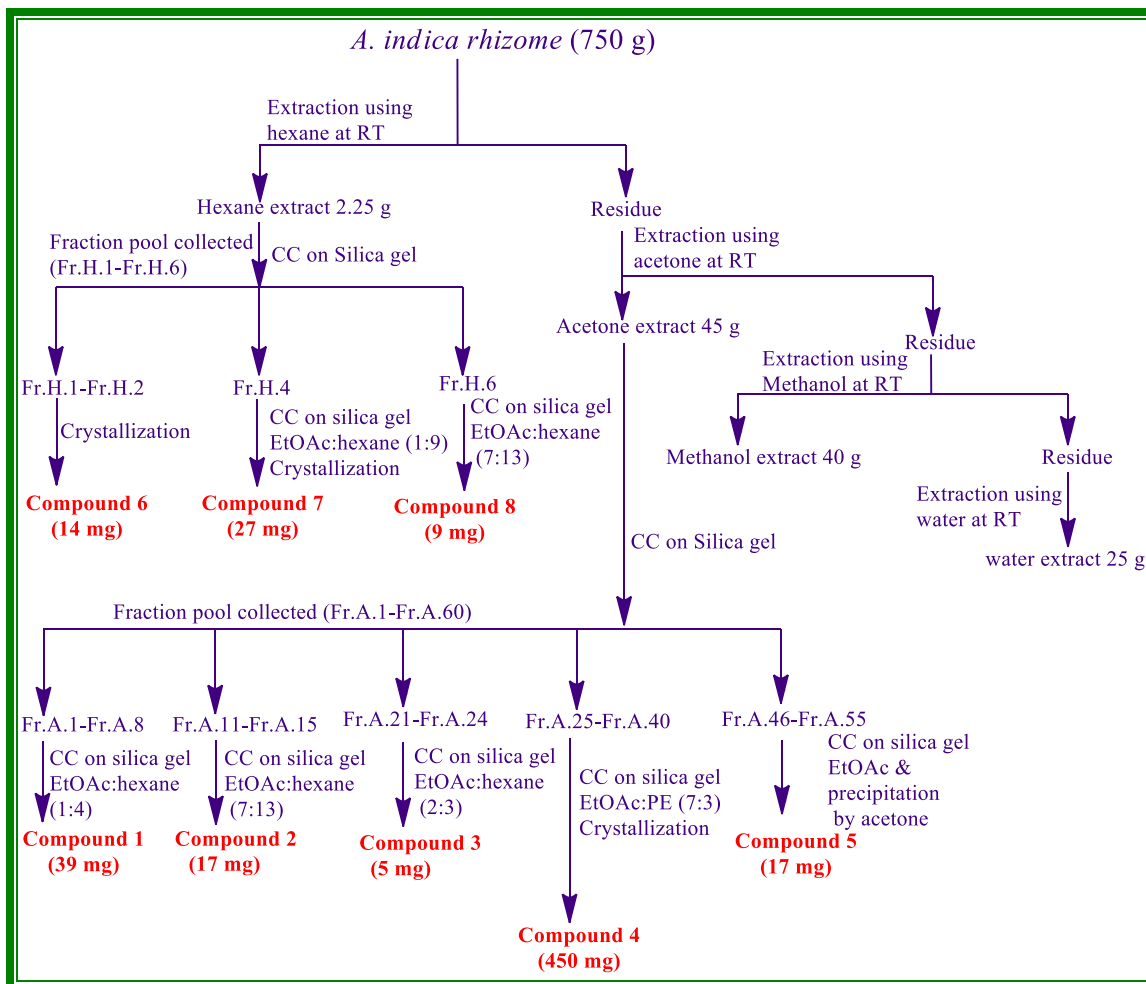 A. indica rhizome (750 g)
Extraction using
hexane at RT
Hexane extract 2.25 g
Residue
Fraction pool collected
(Fr.H.1-Fr.H.6)
CC on Silica gel
Extraction using
acetone at RT
Acetone extract 45 g
Residue
Extraction using
Methanol at RT
Fr.H.1-Fr.H.2
Fr.H.4
Fr.H.6
Crystallization
CC on silica gel
EtOAc:hexane (1:9)
Crystallization
CC on silica gel
EtOAc:hexane
(7:13)
Methanol extract 40 g
Residue
Compound 6
(14 mg)
Compound 7
(27 mg)
Compound 8
(9 mg)
Extraction using
water at RT
CC on Silica gel
water extract 25 g
Fraction pool collected (Fr.A.1-Fr.A.60)
Fr.A.1-Fr.A.8
Fr.A.11-Fr.A.15
Fr.A.21-Fr.A.24
Fr.A.25-Fr.A.40
Fr.A.46-Fr.A.55
CC on silica gel
EtOAc:hexane
(1:4)
CC on silica gel
EtOAc:hexane
(7:13)
CC on silica gel
EtOAc:hexane
(2:3)
CC on silica gel
EtOAc:PE (7:3)
Crystallization
CC on silica gel
EtOAc &
precipitation
by acetone
Compound 1
(39 mg)
Compound 2
(17 mg)
Compound 3
(5 mg)
Compound 5
(17 mg)
Compound 4
(450 mg)